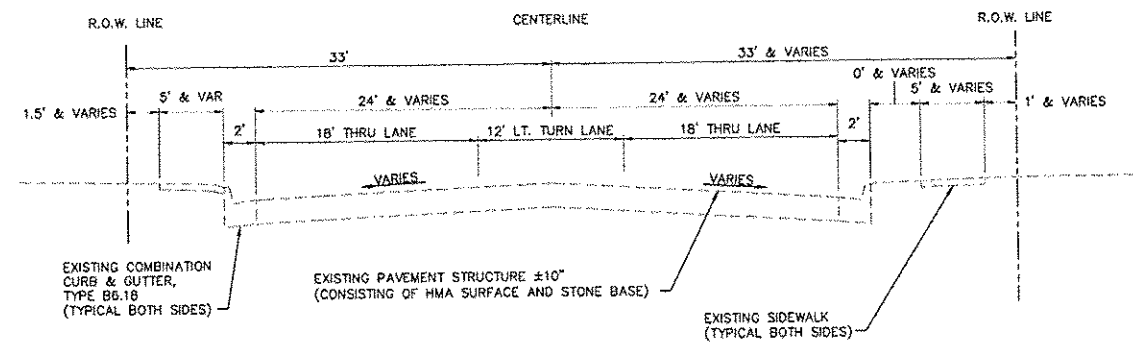 R.O.W. LINE
CENTERLINE
R.O.W. LINE
33'
33' & VARIES
0' & VARIES
5' & VAR
5' & VARIES
1.5' & VARIES
24' & VARIES
24' & VARIES
1' & VARIES
2'
18' THRU LANE
12' LT. TURN LANE
18' THRU LANE
2'
VARIES
VARIES
EXISTING COMBINATION
CURB & GUTTER,
TYPE B6.18
(TYPICAL BOTH SIDES)
EXISTING PAVEMENT STRUCTURE ±10"
(CONSISTING OF HMA SURFACE AND STONE BASE)
EXISTING SIDEWALK
(TYPICAL BOTH SIDES)